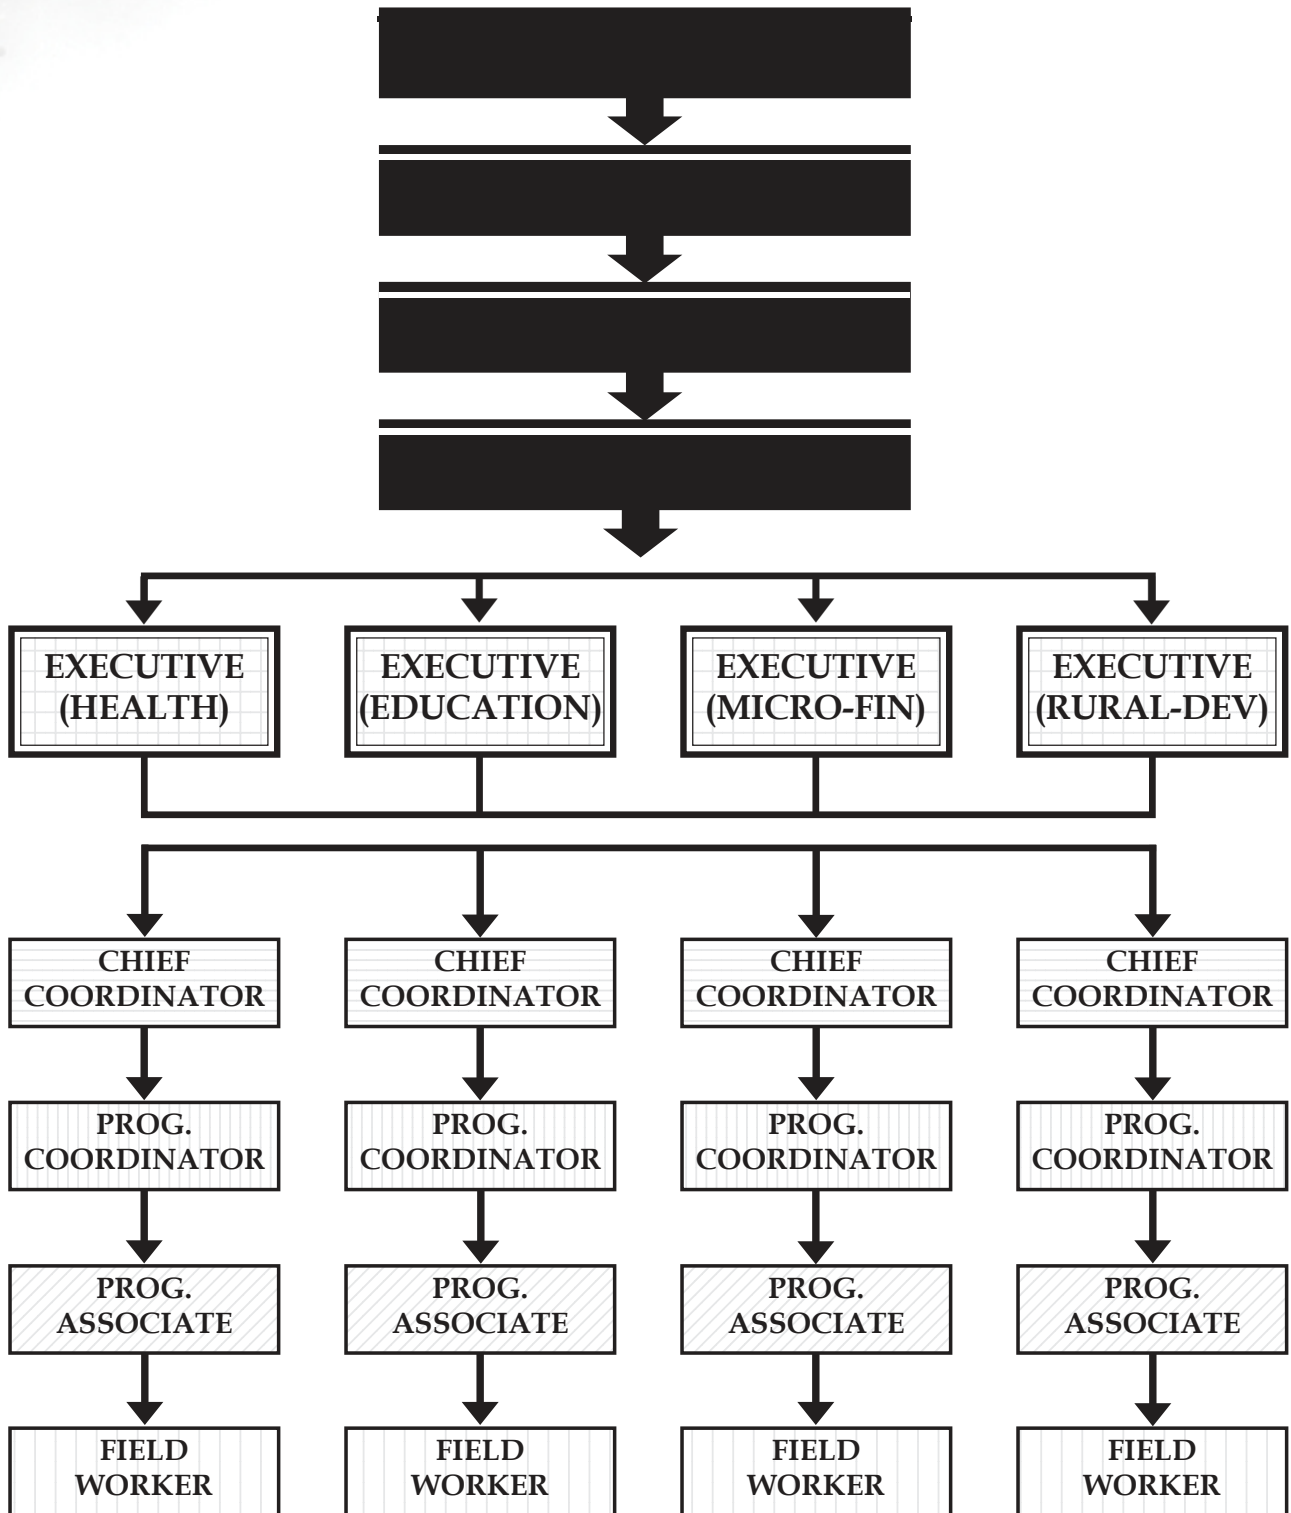 EXECUTIVE
(HEALTH)
EXECUTIVE
(EDUCATION)
EXECUTIVE
(MICRO-FIN)
EXECUTIVE
(RURAL-DEV)
CHIEF
COORDINATOR
CHIEF
COORDINATOR
CHIEF
COORDINATOR
CHIEF
COORDINATOR
PROG.
COORDINATOR
PROG.
COORDINATOR
PROG.
COORDINATOR
PROG.
COORDINATOR
PROG.
ASSOCIATE
PROG.
ASSOCIATE
PROG.
ASSOCIATE
PROG.
ASSOCIATE
FIELD
WORKER
FIELD
WORKER
FIELD
WORKER
FIELD
WORKER